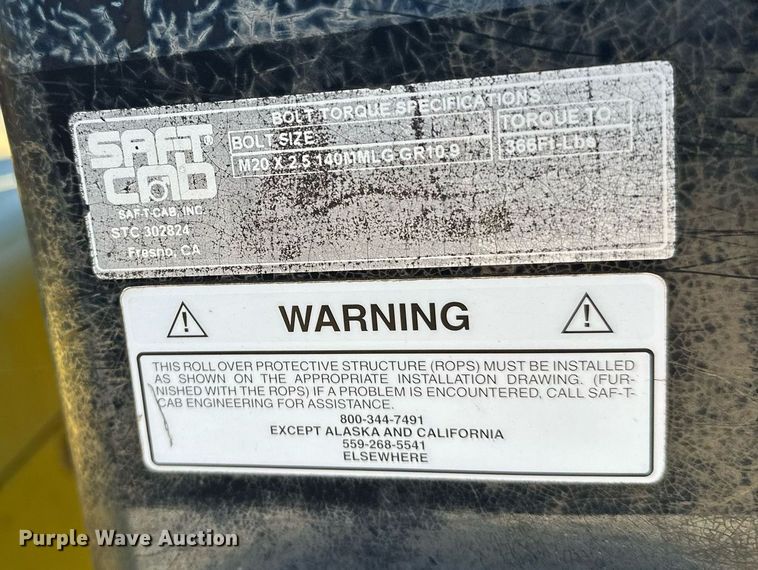 SAF-T®
CAB
SAF-T-CAB, INC.
STC 302824
Fresno, CA
BOLT TORQUE SPECIFICATIONS
BOLT SIZE
TORQUE TO
M20 X 2.5 140MMLG GR10.9
366Ft-Lbs
WARNING
THIS ROLL OVER PROTECTIVE STRUCTURE (ROPS) MUST BE INSTALLED
AS SHOWN ON THE APPROPRIATE INSTALLATION DRAWING. (FUR-
NISHED WITH THE ROPS) IF A PROBLEM IS ENCOUNTERED, CALL SAF-T-
CAB ENGINEERING FOR ASSISTANCE.
800-344-7491
EXCEPT ALASKA AND CALIFORNIA
559-268-5541
ELSEWHERE
Purple Wave Auction